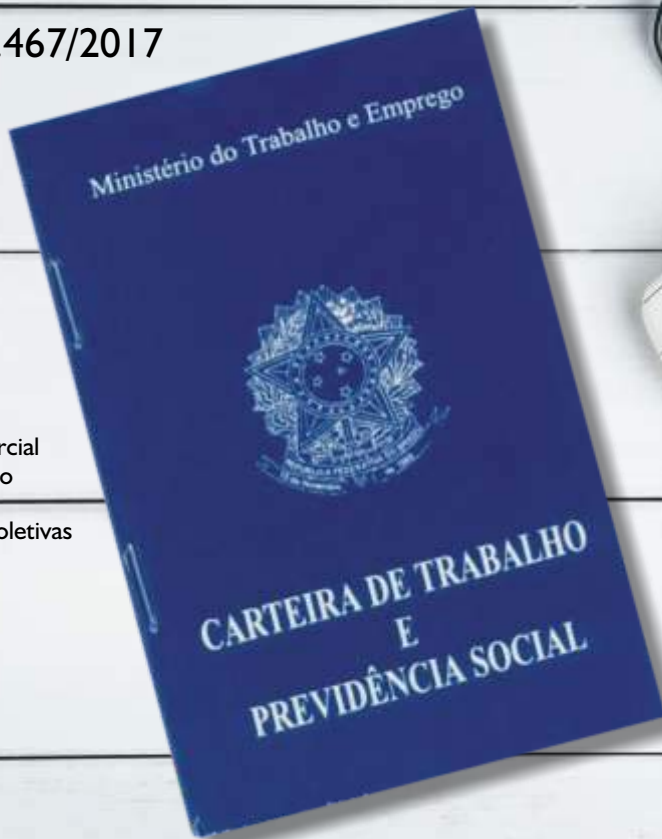 .467/2017
Ministério do Trabalho e Emprego
rcial
o
oletivas
CARTEIRA DE TRABALHO
E
PREVIDÊNCIA SOCIAL